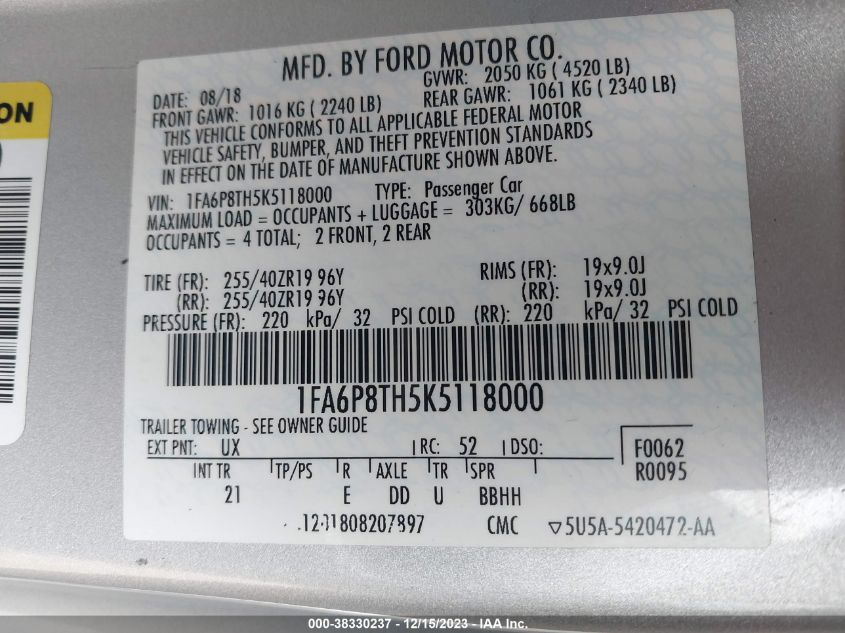 ON
MFD. BY FORD MOTOR CO.
DATE: 08/18 GVWR: 2050 KG ( 4520 LB)
FRONT GAWR: 1016 KG ( 2240 LB) REAR GAWR: 1061 KG ( 2340 LB)
THIS VEHICLE CONFORMS TO ALL APPLICABLE FEDERAL MOTOR
VEHICLE SAFETY, BUMPER, AND THEFT PREVENTION STANDARDS
IN EFFECT ON THE DATE OF MANUFACTURE SHOWN ABOVE.
VIN: 1FA6P8TH5K5118000 TYPE: Passenger Car
MAXIMUM LOAD = OCCUPANTS + LUGGAGE = 303KG/ 668LB
OCCUPANTS = 4 TOTAL; 2 FRONT, 2 REAR
TIRE (FR): 255/40ZR19 96Y RIMS (FR): 19x9.0J
(RR): 255/40ZR19 96Y (RR): 19x9.0J
PRESSURE (FR): 220 kPa/ 32 PSI COLD (RR): 220 kPa/ 32 PSI COLD
1FA6P8TH5K5118000
TRAILER TOWING - SEE OWNER GUIDE
EXT PNT: UX RC: 52 DSO: F0062
INT TR TP/PS R AXLE TR SPR R0095
21 E DD U BBHH
CMC ▽5U5A-5420472-AA
000-38330237 - 12/15/2023 - IAA Inc.